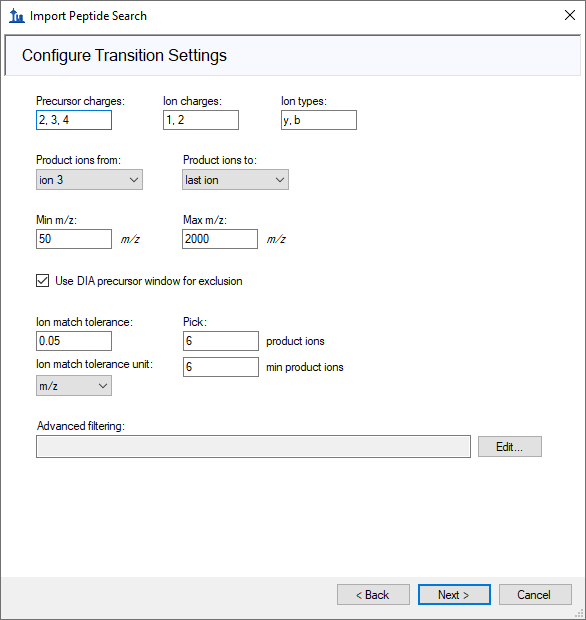 Import Peptide Search
Configure Transition Settings
Precursor charges: Ion charges: Ion types:
2, 3, 4 1, 2 y, b
Product ions from: Product ions to:
ion 3 last ion
Min m/z: Max m/z:
50 m/z 2000 m/z
Use DIA precursor window for exclusion
Ion match tolerance: Pick:
0.05 6 product ions
Ion match tolerance unit: 6 min product ions
m/z
Advanced filtering:
Edit...
< Back Next > Cancel